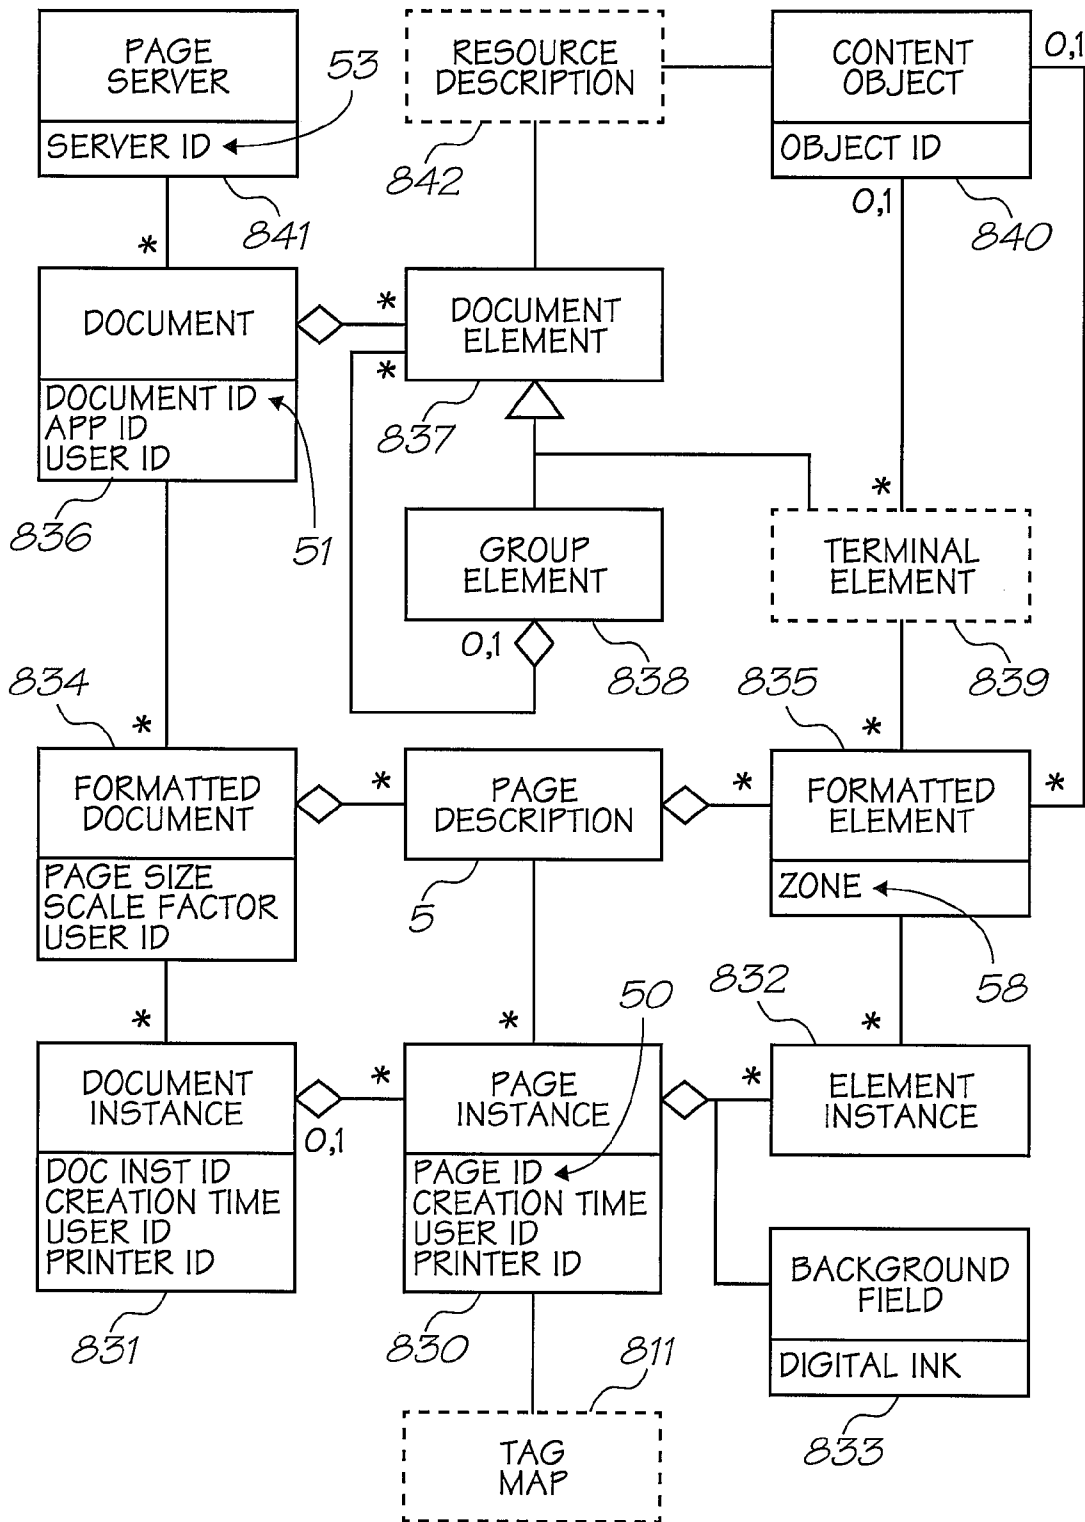 PAGE
SERVER
53
SERVER ID
841
RESOURCE
DESCRIPTION
842
CONTENT
OBJECT
0,1
OBJECT ID
0,1
840
*
DOCUMENT
DOCUMENT ID
APP ID
USER ID
836
51
*
*
DOCUMENT
ELEMENT
837
GROUP
ELEMENT
0,1
838
*
TERMINAL
ELEMENT
839
834
*
FORMATTED
DOCUMENT
PAGE SIZE
SCALE FACTOR
USER ID
*
PAGE
DESCRIPTION
5
835
*
*
*
FORMATTED
ELEMENT
ZONE
58
*
DOCUMENT
INSTANCE
0,1
DOC INST ID
CREATION TIME
USER ID
PRINTER ID
831
*
*
50
PAGE
INSTANCE
PAGE ID
CREATION TIME
USER ID
PRINTER ID
830
832
*
*
ELEMENT
INSTANCE
BACKGROUND
FIELD
DIGITAL INK
833
811
TAG
MAP